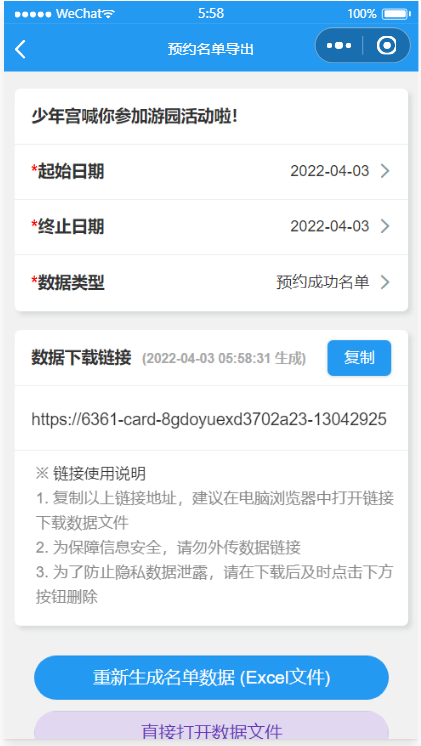 WeChat 5:58 100%
预约名单导出
少年宫喊你参加游园活动啦!
*起始日期 2022-04-03
*终止日期 2022-04-03
*数据类型 预约成功名单
数据下载链接 (2022-04-03 05:58:31 生成) 复制
https://6361-card-8gdoyuexd3702a23-13042925
※ 链接使用说明
1. 复制以上链接地址，建议在电脑浏览器中打开链接
下载数据文件
2. 为保障信息安全，请勿外传数据链接
3. 为了防止隐私数据泄露，请在下载后及时点击下方
按钮删除
重新生成名单数据 (Excel文件)
直接打开数据文件